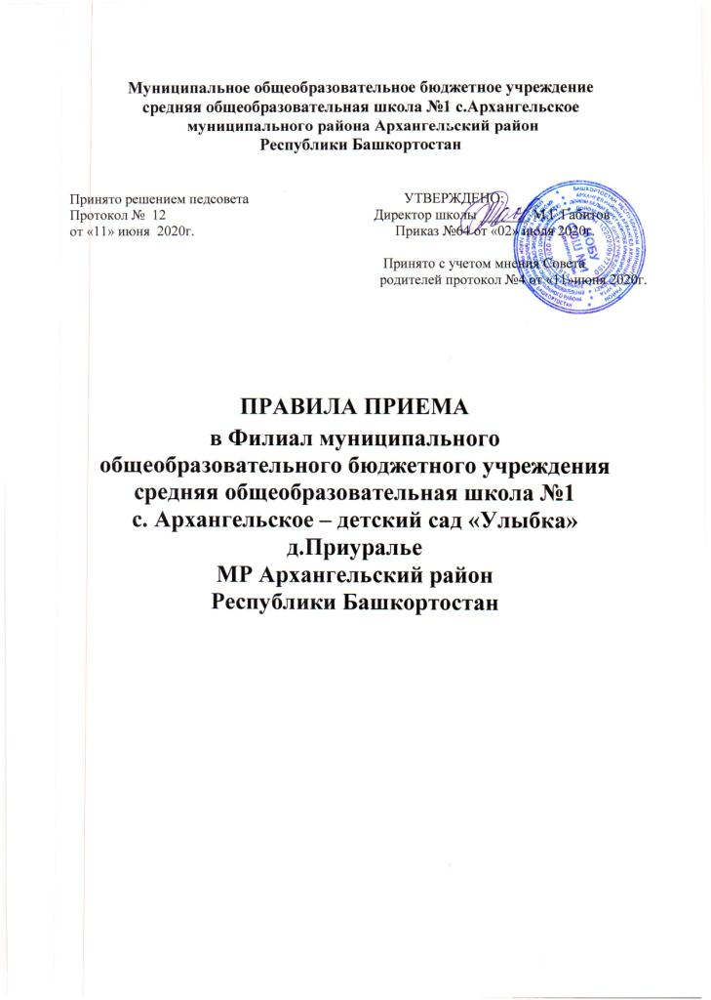 Муниципальное общеобразовательное бюджетное учреждение
средняя общеобразовательная школа №1 с.Архангельское
муниципального района Архангельский район
Республики Башкортостан
Принято решением педсовета
Протокол № 12
от «11» июня 2020г.
УТВЕРЖДЕНО:
Директор школы М.Г.Габитов
Приказ №64 от «02» июля 2020г.
Принято с учетом мнения Совета
родителей протокол №4 от «11»июня 2020г.
МОБУ
СОШ №1
ПРАВИЛА ПРИЕМА
в Филиал муниципального
общеобразовательного бюджетного учреждения
средняя общеобразовательная школа №1
с. Архангельское – детский сад «Улыбка»
д.Приуралье
МР Архангельский район
Республики Башкортостан